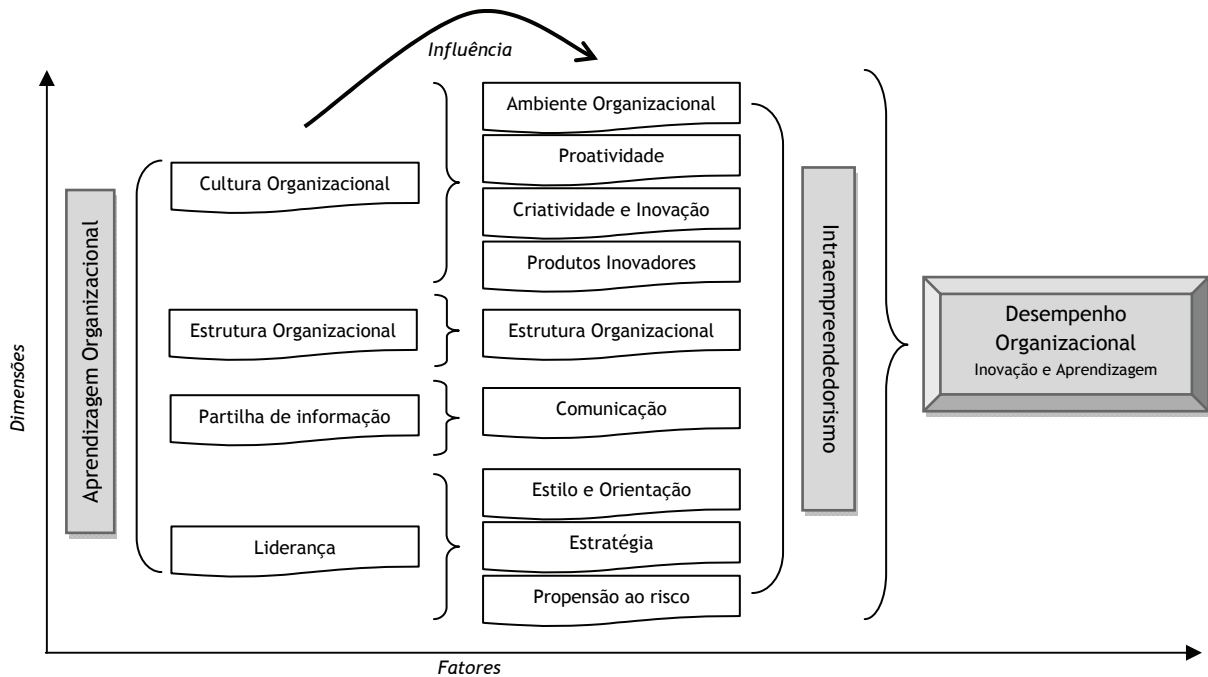 Influência
Dimensões
Aprendizagem Organizacional
Cultura Organizacional
Estrutura Organizacional
Partilha de informação
Liderança
Ambiente Organizacional
Proatividade
Criatividade e Inovação
Produtos Inovadores
Estrutura Organizacional
Comunicação
Estilo e Orientação
Estratégia
Propensão ao risco
Intraempreendedorismo
Desempenho
Organizacional
Inovação e Aprendizagem
Fatores